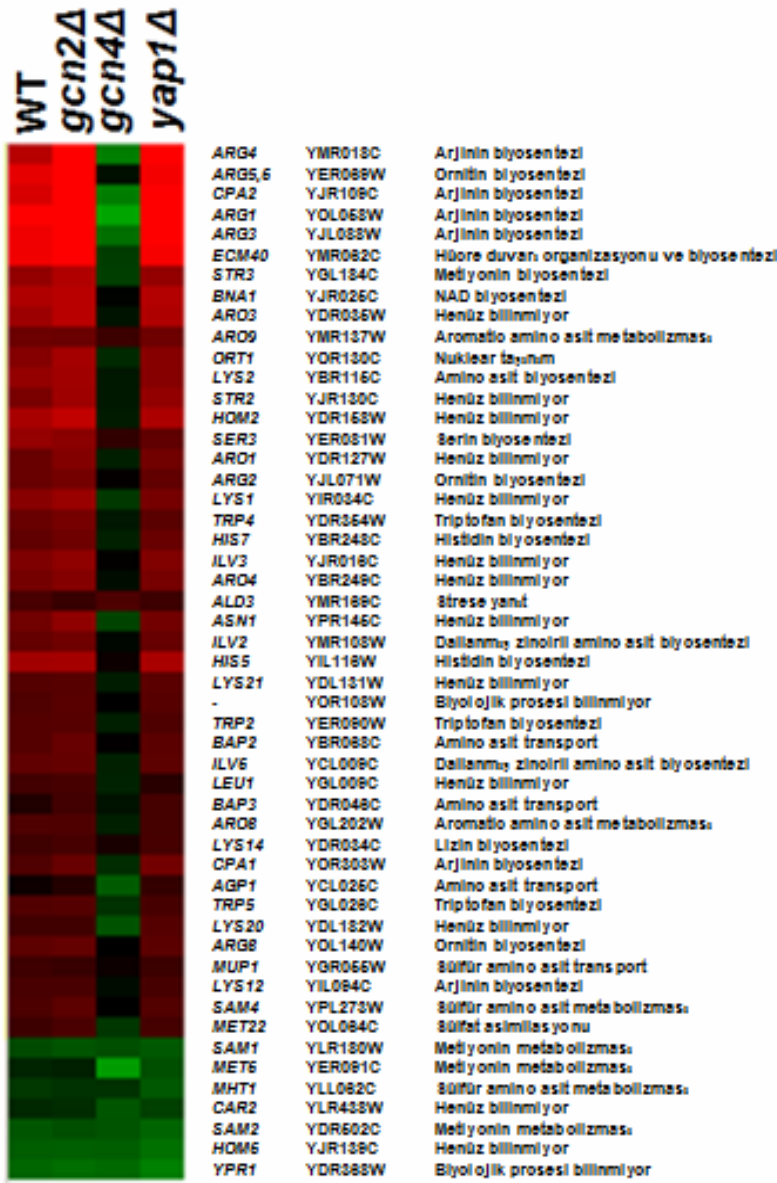 WT gcn2Δ gcn4Δ yap1Δ
ARG4 YHR018C Arjinin biyosentezi
ARG5,6 YER069W Ornitin biyosentezi
CPA2 YJR109C Arjinin biyosentezi
ARG1 YOL058W Arjinin biyosentezi
ARG3 YJL088W Arjinin biyosentezi
ECM40 YMR062C Hücre duvarı organizasyonu ve biyosentezi
STR3 YGL184C Metiyonin biyosentezi
BNA1 YJR025C NAD biyosentezi
ARO3 YDR035W Henüz bilinmiyor
ARO9 YHR137W Aromatic amino asit metabolizması
ORT1 YOR130C Nuklear taşınım
LYS2 YBR115C Amino asit biyosentezi
STR2 YJR130C Henüz bilinmiyor
HOM2 YDR158W Henüz bilinmiyor
SER3 YER081W Serin biyosentezi
ARO1 YDR127W Henüz bilinmiyor
ARG2 YJL071W Ornitin biyosentezi
LYS1 YIR034C Henüz bilinmiyor
TRP4 YDR354W Triptofan biyosentezi
HIS7 YBR248C Histidin biyosentezi
ILV3 YJR016C Henüz bilinmiyor
ARO4 YBR249C Henüz bilinmiyor
ALD3 YMR169C Strese yanıt
ASN1 YPR145C Henüz bilinmiyor
ILV2 YMR108W Dallanmış zincirli amino asit biyosentezi
HIS5 YIL116W Histidin biyosentezi
LYS21 YDL131W Henüz bilinmiyor
- YOR108W Biyolojik prosesi bilinmiyor
TRP2 YER090W Triptofan biyosentezi
BAP2 YBR068C Amino asit transport
ILV6 YCL009C Dallanmış zincirli amino asit biyosentezi
LEU1 YGL009C Henüz bilinmiyor
BAP3 YDR046C Amino asit transport
ARO8 YGL202W Aromatic amino asit metabolizması
LYS14 YDR034C Lizin biyosentezi
CPA1 YOR303W Arjinin biyosentezi
AGP1 YCL025C Amino asit transport
TRP5 YGL026C Triptofan biyosentezi
LYS20 YDL182W Henüz bilinmiyor
ARG8 YOL140W Ornitin biyosentezi
MUP1 YGR055W Sülfür amino asit transport
LYS12 YIL094C Arjinin biyosentezi
SAM4 YPL273W Sülfür amino asit metabolizması
MET22 YOL064C Sülfat asimilasyonu
SAM1 YLR180W Metiyonin metabolizması
MET6 YER091C Metiyonin metabolizması
MHT1 YLL062C Sülfür amino asit metabolizması
CAR2 YLR438W Henüz bilinmiyor
SAM2 YDR502C Metiyonin metabolizması
HOM6 YJR139C Henüz bilinmiyor
YPR1 YDR368W Biyolojik prosesi bilinmiyor